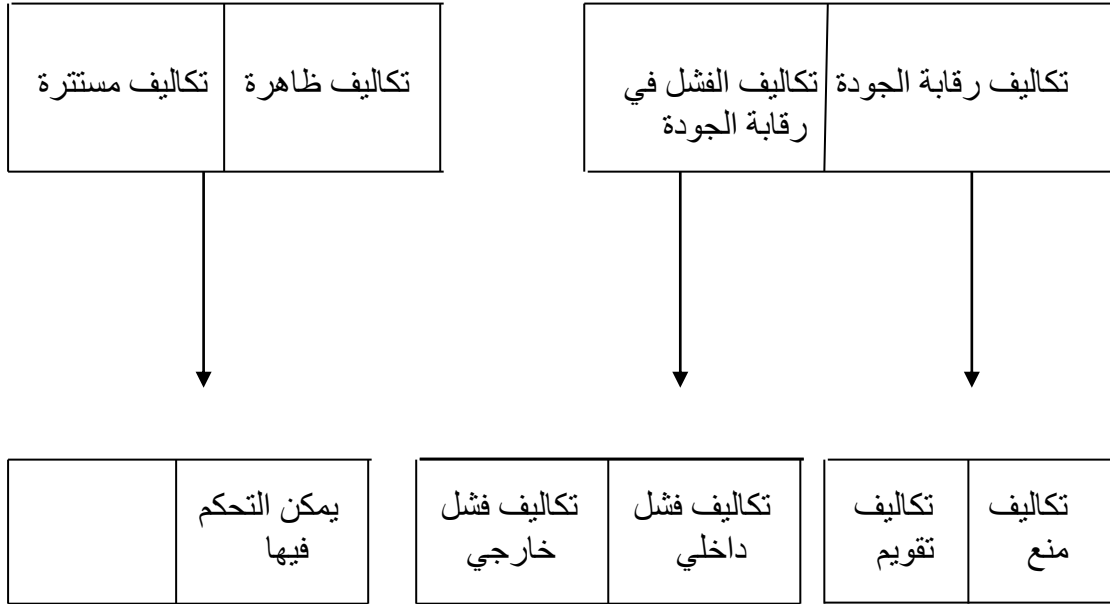 تكاليف رقابة الجودة
تكاليف الفشل في
رقابة الجودة
تكاليف ظاهرة
تكاليف مستترة
تكاليف
منع
تكاليف
تقويم
تكاليف فشل
داخلي
تكاليف فشل
خارجي
يمكن التحكم
فيها